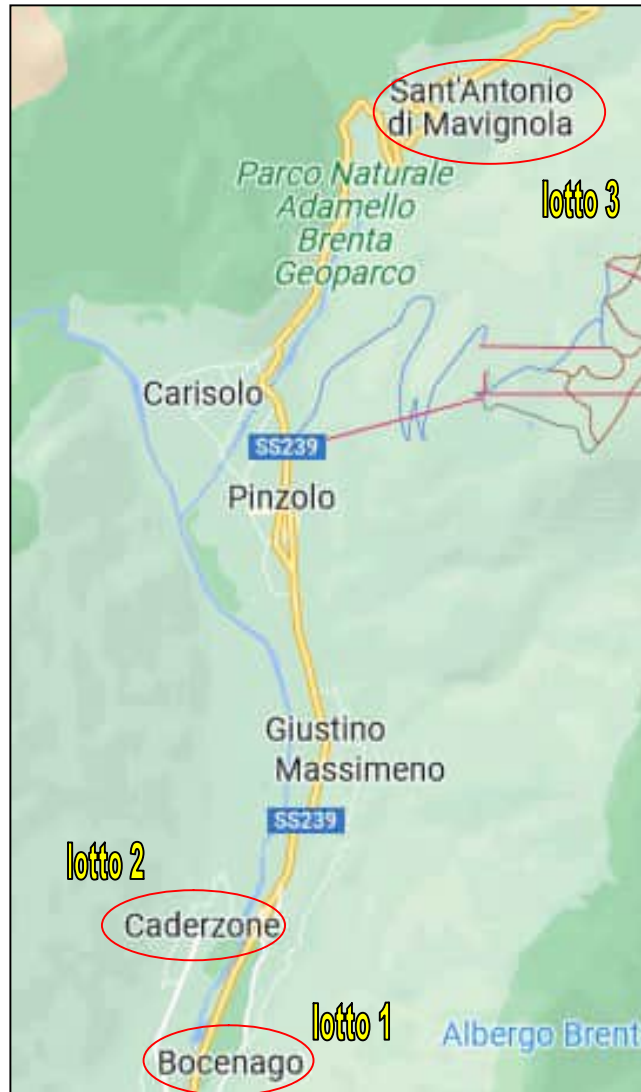 Sant'Antonio
di Mavignola
Parco Naturale
Adamello
Brenta
Geoparco
lotto 3
Carisolo
SS239
Pinzolo
Giustino
Massimeno
SS239
lotto 2
Caderzone
lotto 1
Albergo Brent
Bocenago